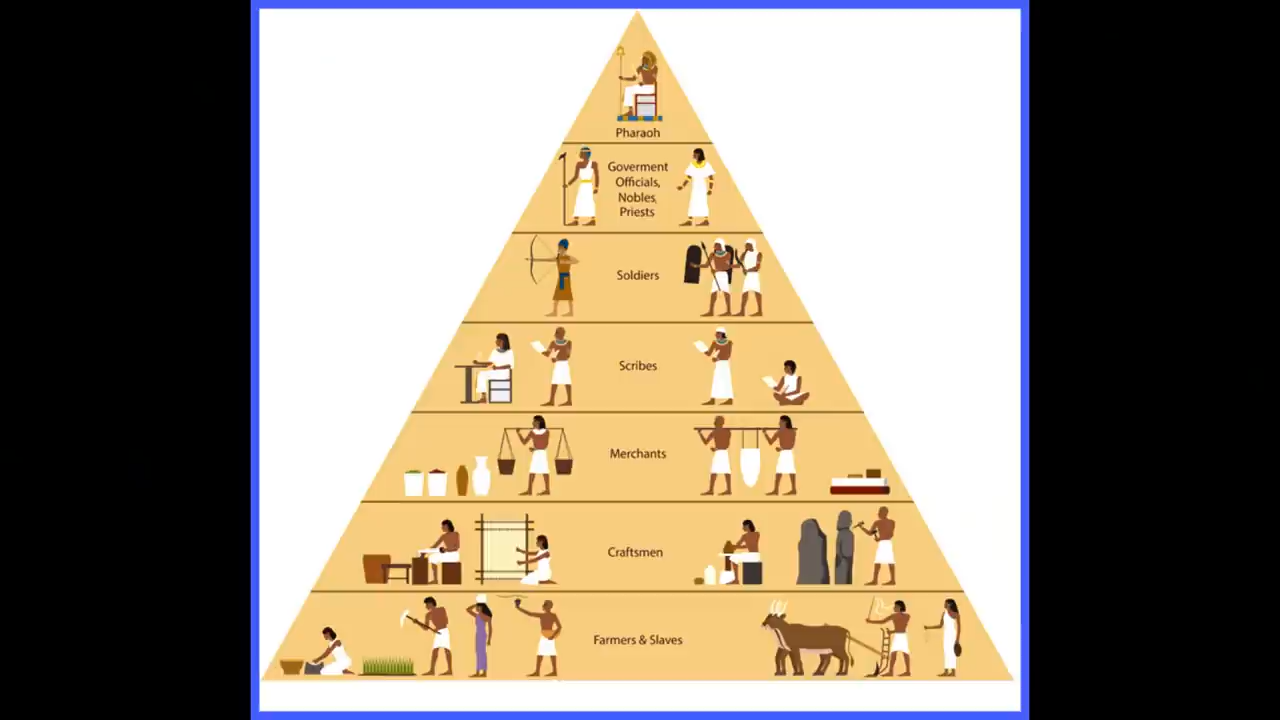 Pharaoh
Goverment
Officials,
Nobles,
Priests
Soldiers
Scribes
Merchants
Craftsmen
Farmers & Slaves